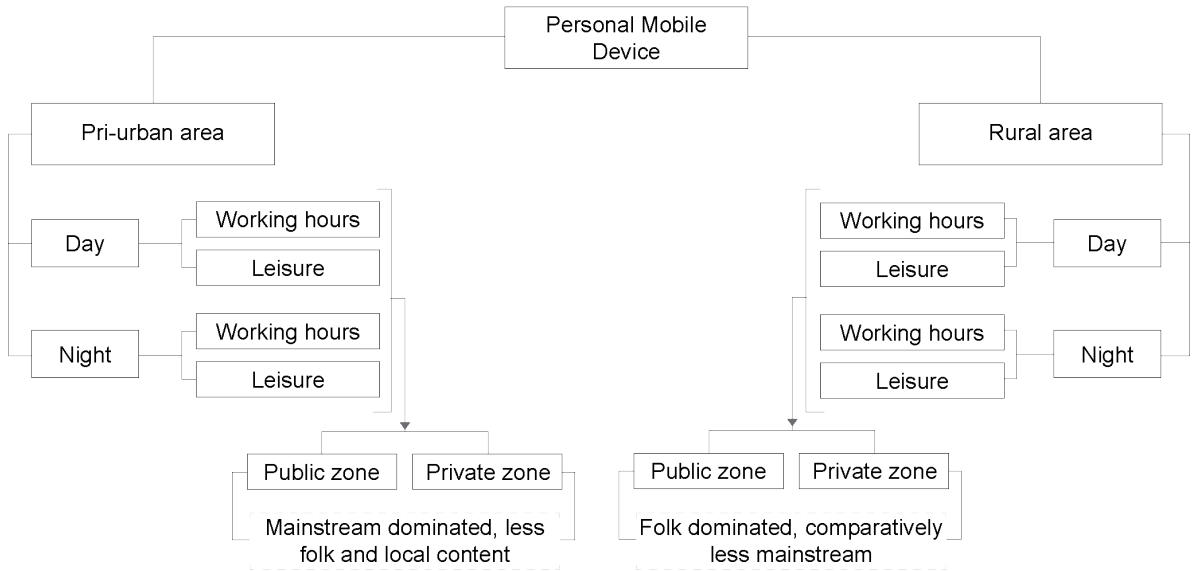 Personal Mobile
Device
Pri-urban area
Rural area
Day
Working hours
Leisure
Night
Working hours
Leisure
Working hours
Leisure
Day
Working hours
Leisure
Night
Public zone
Private zone
Mainstream dominated, less
folk and local content
Public zone
Private zone
Folk dominated, comparatively
less mainstream